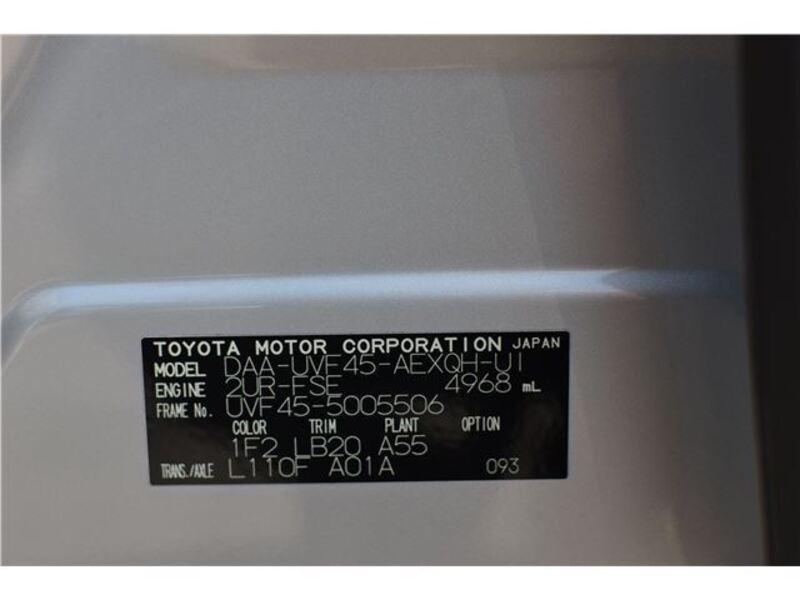 TOYOTA MOTOR CORPORATION JAPAN
MODEL DAA-UVF45-AEXQH-U1
ENGINE 2UR-FSE 4968 mL
FRAME No. UVF45-5005506
COLOR TRIM PLANT OPTION
1F2 LB20 A55
TRANS./AXLE L110F A01A 093